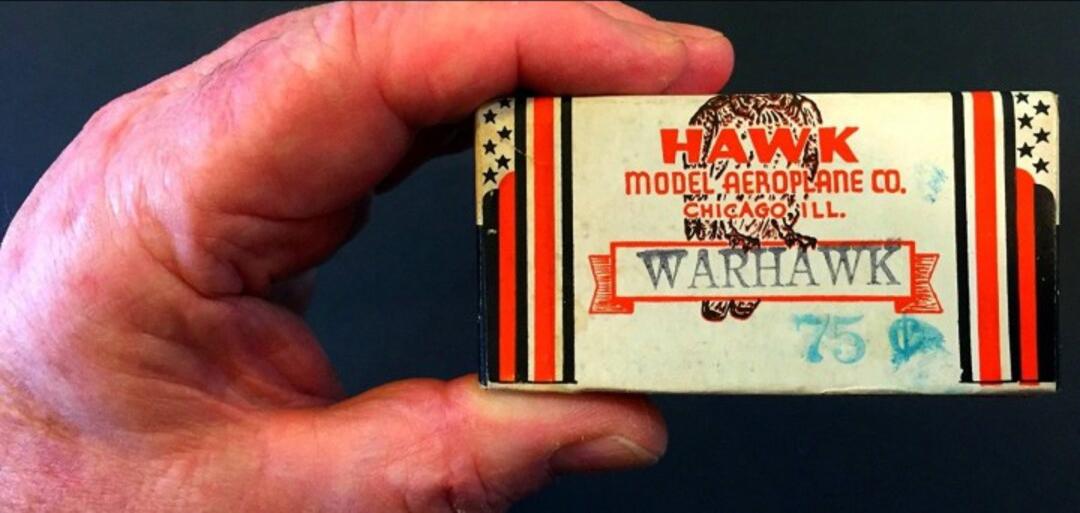 HAWK
MODEL AEROPLANE CO.
CHICAGO, ILL.
WARHAWK
75 ¢